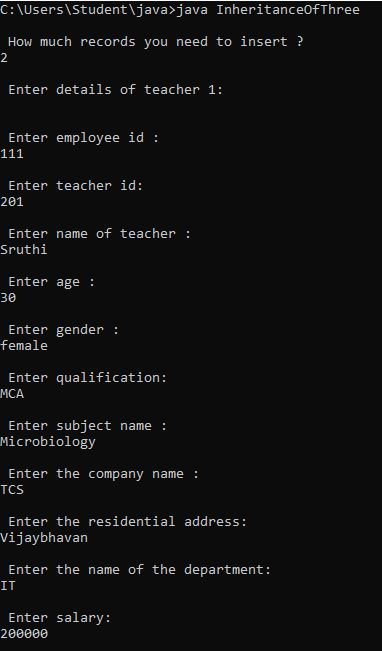 C:\Users\Student\java>java InheritanceOfThree
How much records you need to insert ?
2
Enter details of teacher 1:
Enter employee id :
111
Enter teacher id:
201
Enter name of teacher :
Sruthi
Enter age :
30
Enter gender :
female
Enter qualification:
MCA
Enter subject name :
Microbiology
Enter the company name :
TCS
Enter the residential address:
Vijaybhavan
Enter the name of the department:
IT
Enter salary:
200000